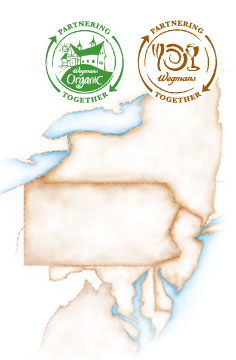 PARTNERING
Wegmans
Organic
TOGETHER
PARTNERING
Wegmans
TOGETHER